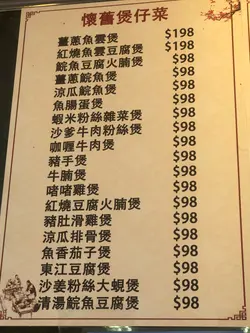 懷舊煲仔菜
薑蔥魚雲煲 $198
紅燒魚雲豆腐煲 $198
鯇魚豆腐火腩煲 $98
薑蔥鯇魚煲 $98
涼瓜鯇魚煲 $98
魚腸蛋煲 $98
蝦米粉絲雜菜煲 $98
沙爹牛肉粉絲煲 $98
咖喱牛肉煲 $98
豬手煲 $98
牛腩煲 $98
啫啫雞煲 $98
紅燒豆腐火腩煲 $98
豬肚滑雞煲 $98
涼瓜排骨煲 $98
魚香茄子煲 $98
東江豆腐煲 $98
沙姜粉絲大蜆煲 $98
清湯鯇魚豆腐煲 $98